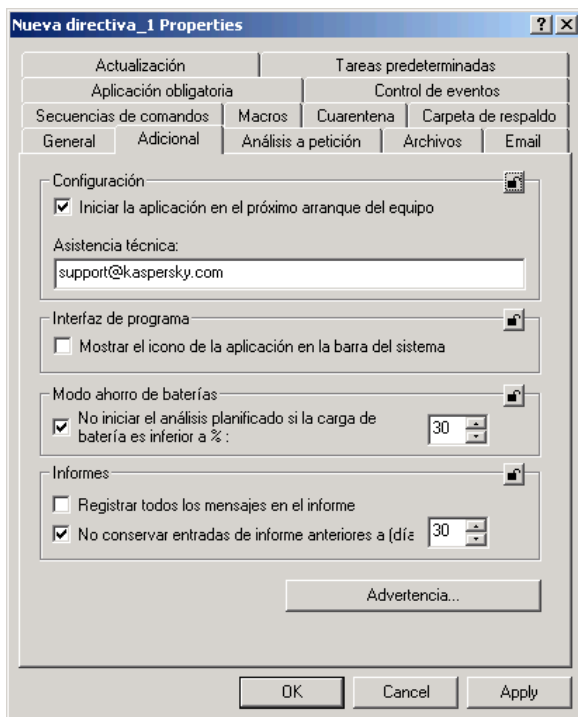 Nueva directiva_1 Properties
Actualización Tareas predeterminadas
Aplicación obligatoria Control de eventos
Secuencias de comandos Macros Cuarentena Carpeta de respaldo
General Adicional Análisis a petición Archivos Email
Configuración
Iniciar la aplicación en el próximo arranque del equipo
Asistencia técnica:
support@kaspersky.com
Interfaz de programa
Mostrar el icono de la aplicación en la barra del sistema
Modo ahorro de baterías
No iniciar el análisis planificado si la carga de
batería es inferior a % :
30
Informes
Registrar todos los mensajes en el informe
No conservar entradas de informe anteriores a (día 30
Advertencia...
OK Cancel Apply